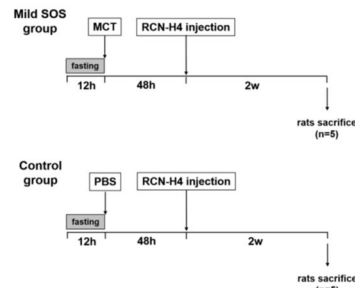 Mild SOS
group
MCT
RCN-H4 injection
fasting
12h
48h
2w
rats sacrifice
(n=5)
Control
group
PBS
RCN-H4 injection
fasting
12h
48h
2w
rats sacrifice